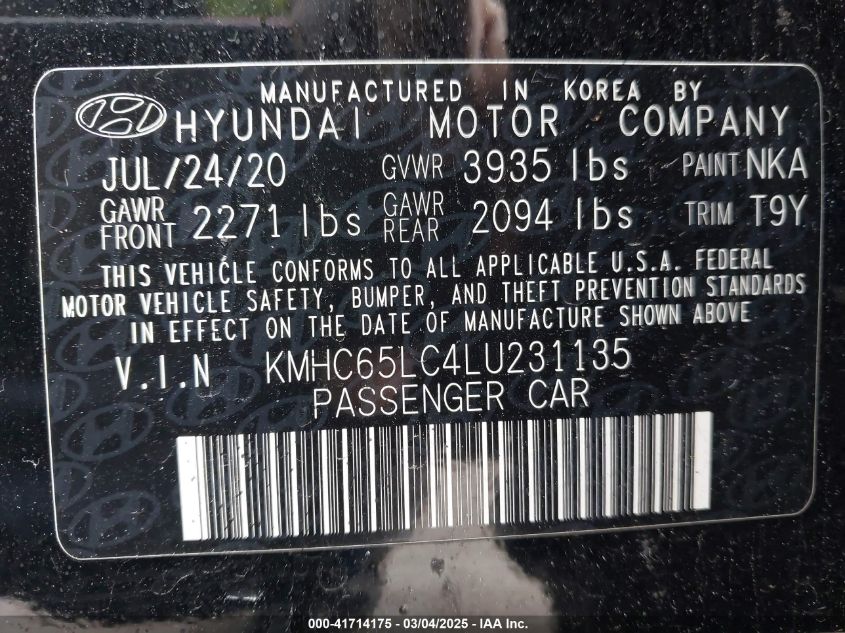 MANUFACTURED IN KOREA BY
HYUNDAI MOTOR COMPANY
JUL/24/20 GVWR 3935 lbs PAINT NKA
GAWR FRONT 2271 lbs GAWR REAR 2094 lbs TRIM T9Y
THIS VEHICLE CONFORMS TO ALL APPLICABLE U.S.A. FEDERAL
MOTOR VEHICLE SAFETY, BUMPER, AND THEFT PREVENTION STANDARDS
IN EFFECT ON THE DATE OF MANUFACTURE SHOWN ABOVE
V.I.N KMHC65LC4LU231135
PASSENGER CAR
000-41714175 - 03/04/2025 - IAA Inc.